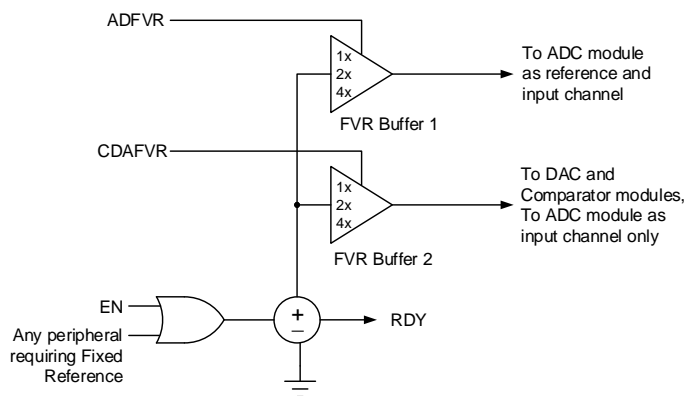 ADFVR
1x
2x
4x
To ADC module
as reference and
input channel
FVR Buffer 1
CDAFVR
1x
2x
4x
To DAC and
Comparator modules,
To ADC module as
input channel only
FVR Buffer 2
EN
Any peripheral
requiring Fixed
Reference
+
−
RDY